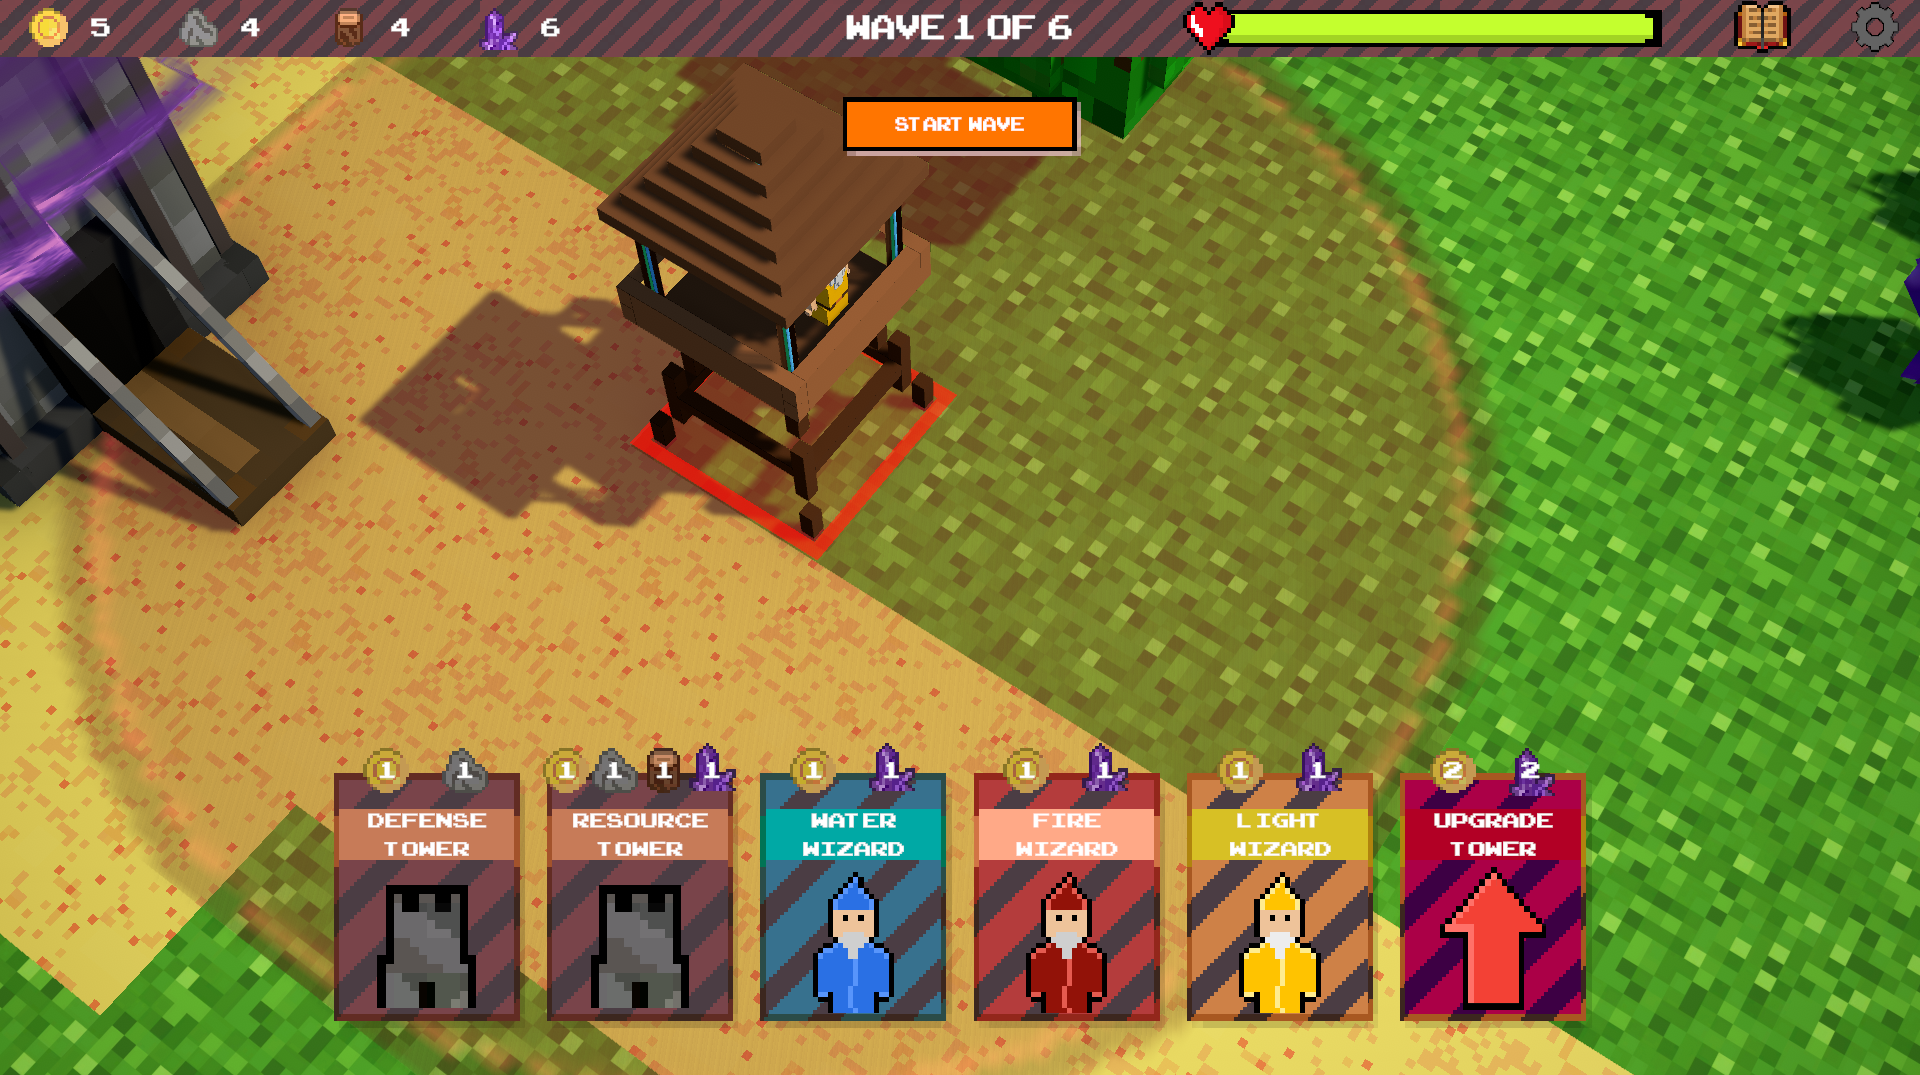 5 4 4 6 WAVE 1 OF 6
START WAVE
1 1 1 1 1 1 1 1 1 1 1 1 2 2
DEFENSE TOWER
RESOURCE TOWER
WATER WIZARD
FIRE WIZARD
LIGHT WIZARD
UPGRADE TOWER